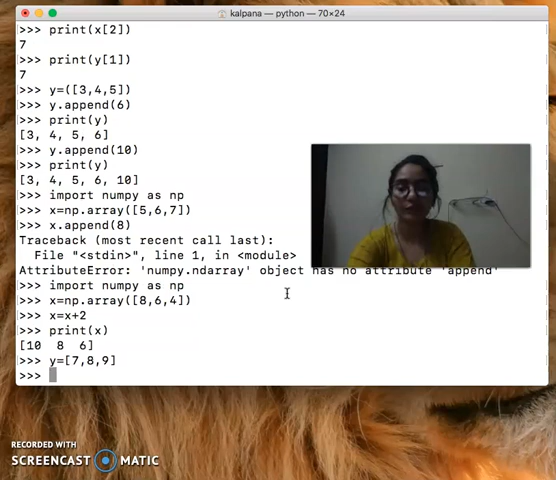 kalpana — python — 70×24
>>> print(x[2])
7
>>> print(y[1])
7
>>> y=([3,4,5])
>>> y.append(6)
>>> print(y)
[3, 4, 5, 6]
>>> y.append(10)
>>> print(y)
[3, 4, 5, 6, 10]
>>> import numpy as np
>>> x=np.array([5,6,7])
>>> x.append(8)
Traceback (most recent call last):
  File "<stdin>", line 1, in <module>
AttributeError: 'numpy.ndarray' object has no attribute 'append'
>>> import numpy as np
>>> x=np.array([8,6,4])
>>> x=x+2
>>> print(x)
[10  8  6]
>>> y=[7,8,9]
>>>
RECORDED WITH
SCREENCAST MATIC